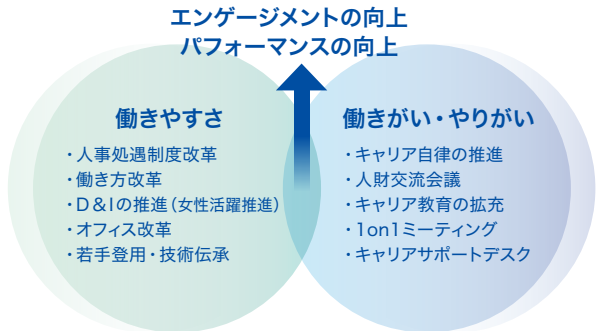 エンゲージメントの向上
パフォーマンスの向上
働きやすさ
・人事処遇制度改革
・働き方改革
・D&Iの推進(女性活躍推進)
・オフィス改革
・若手登用・技術伝承
働きがい・やりがい
・キャリア自律の推進
・人財交流会議
・キャリア教育の拡充
・1on1ミーティング
・キャリアサポートデスク